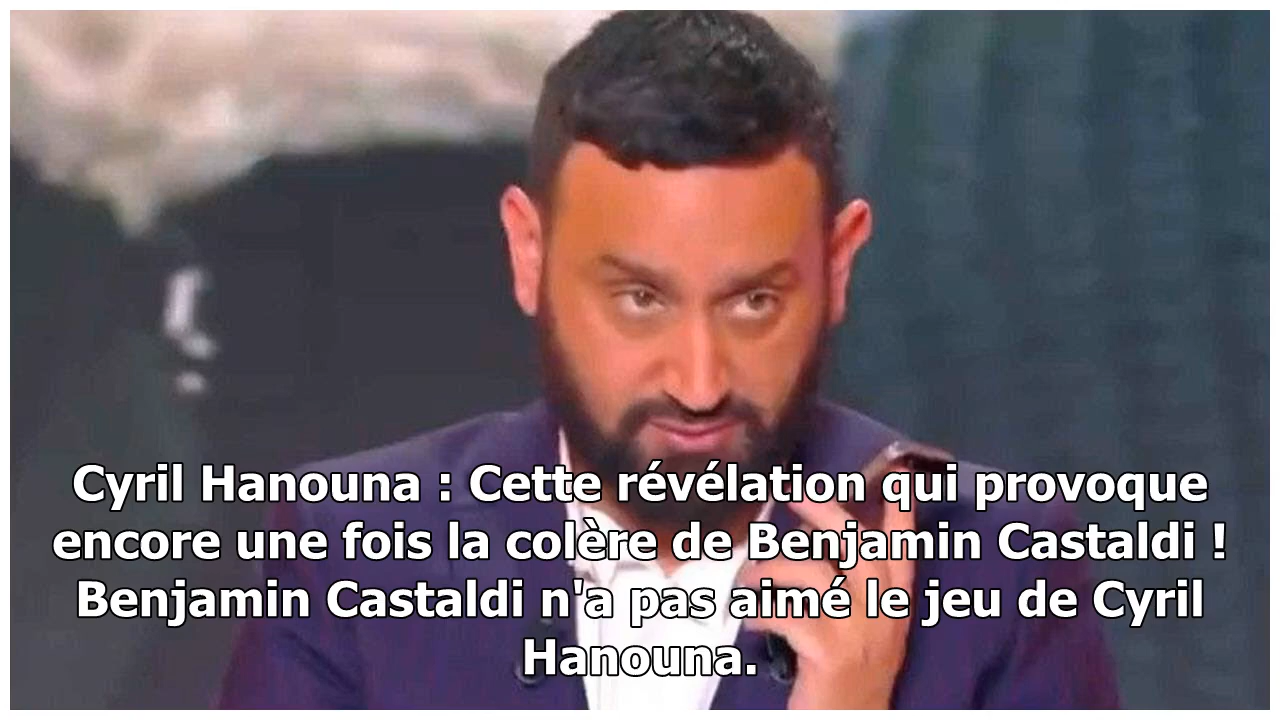 Cyril Hanouna : Cette révélation qui provoque
encore une fois la colère de Benjamin Castaldi !
Benjamin Castaldi n'a pas aimé le jeu de Cyril
Hanouna.